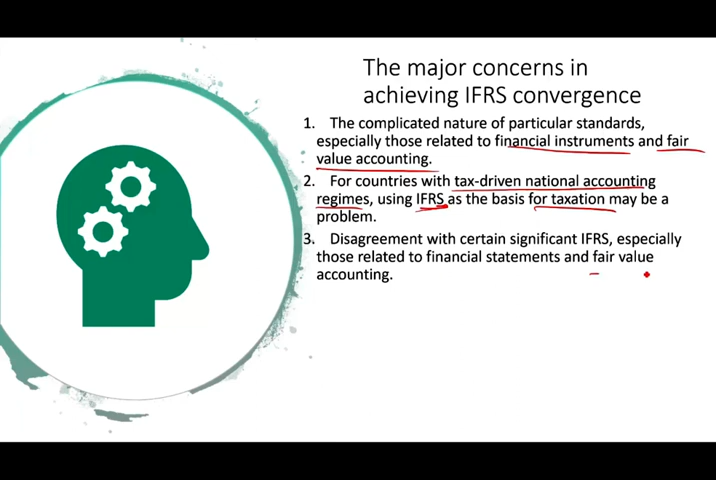 The major concerns in
achieving IFRS convergence
1. The complicated nature of particular standards,
especially those related to financial instruments and fair
value accounting.
2. For countries with tax-driven national accounting
regimes, using IFRS as the basis for taxation may be a
problem.
3. Disagreement with certain significant IFRS, especially
those related to financial statements and fair value
accounting.